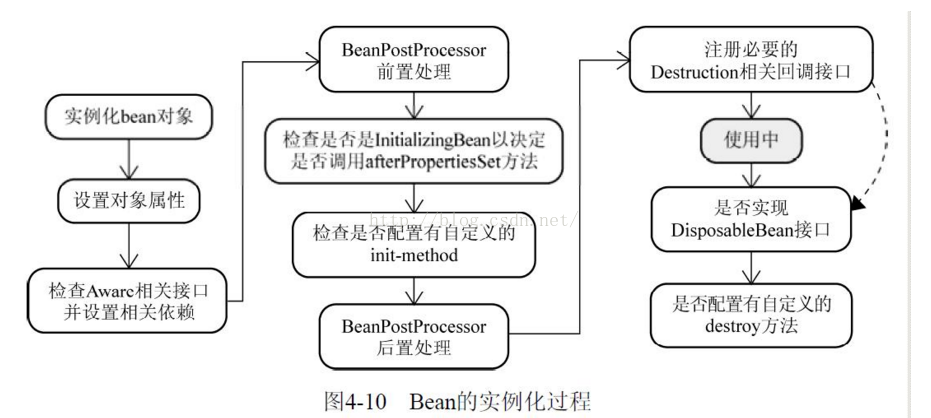 实例化bean对象
设置对象属性
检查Aware相关接口
并设置相关依赖
BeanPostProcessor
前置处理
检查是否是InitializingBean以决定
是否调用afterPropertiesSet方法
检查是否配置有自定义的
init-method
BeanPostProcessor
后置处理
注册必要的
Destruction相关回调接口
使用中
是否实现
DisposableBean接口
是否配置有自定义的
destroy方法
http://blog.csdn.net/
图4-10 Bean的实例化过程